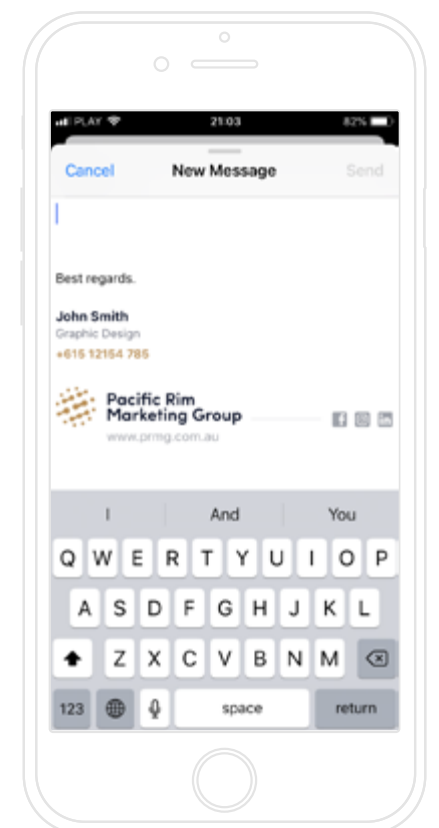 PLAY 21:03 82%
Cancel New Message Send
Best regards.
John Smith
Graphic Design
+615 12154 785
Pacific Rim
Marketing Group
www.prmg.com.au
I And You
Q W E R T Y U I O P
A S D F G H J K L
Z X C V B N M
123 space return